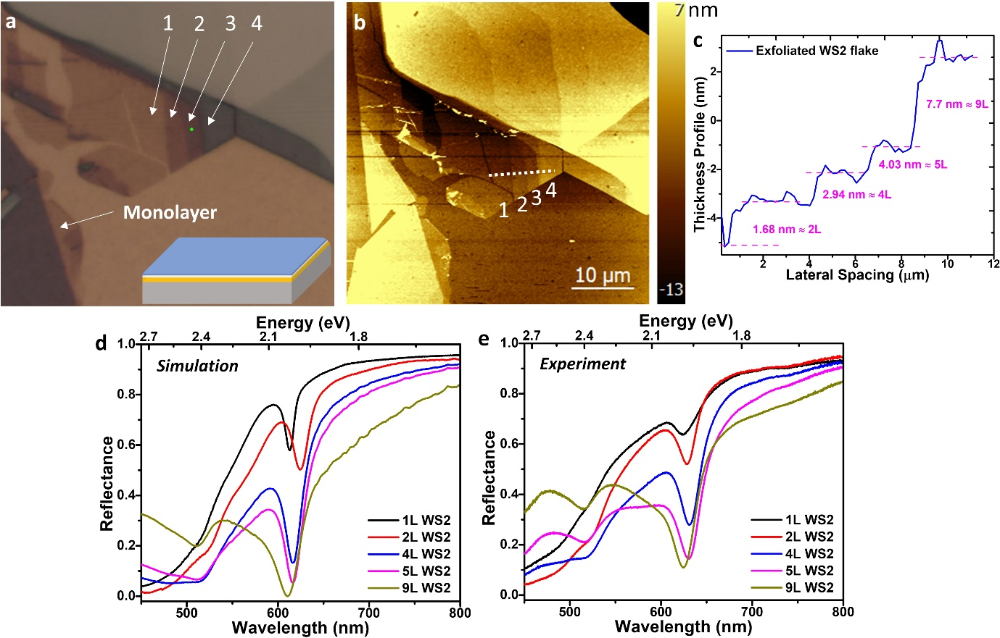 a
1 2 3 4
Monolayer
b
1 2 3 4
10 μm
7 nm
-13
c
Exfoliated WS2 flake
Thickness Profile (nm)
2
0
-2
-4
7.7 nm ≈ 9L
4.03 nm ≈ 5L
2.94 nm ≈ 4L
1.68 nm ≈ 2L
2 4 6 8 10 12
Lateral Spacing (μm)
d
Energy (eV)
2.7 2.4 2.1 1.8
Simulation
Reflectance
1.0
0.8
0.6
0.4
0.2
0.0
1L WS2
2L WS2
4L WS2
5L WS2
9L WS2
500 600 700 800
Wavelength (nm)
e
Energy (eV)
2.7 2.4 2.1 1.8
Experiment
Reflectance
1.0
0.8
0.6
0.4
0.2
0.0
1L WS2
2L WS2
4L WS2
5L WS2
9L WS2
500 600 700 800
Wavelength (nm)